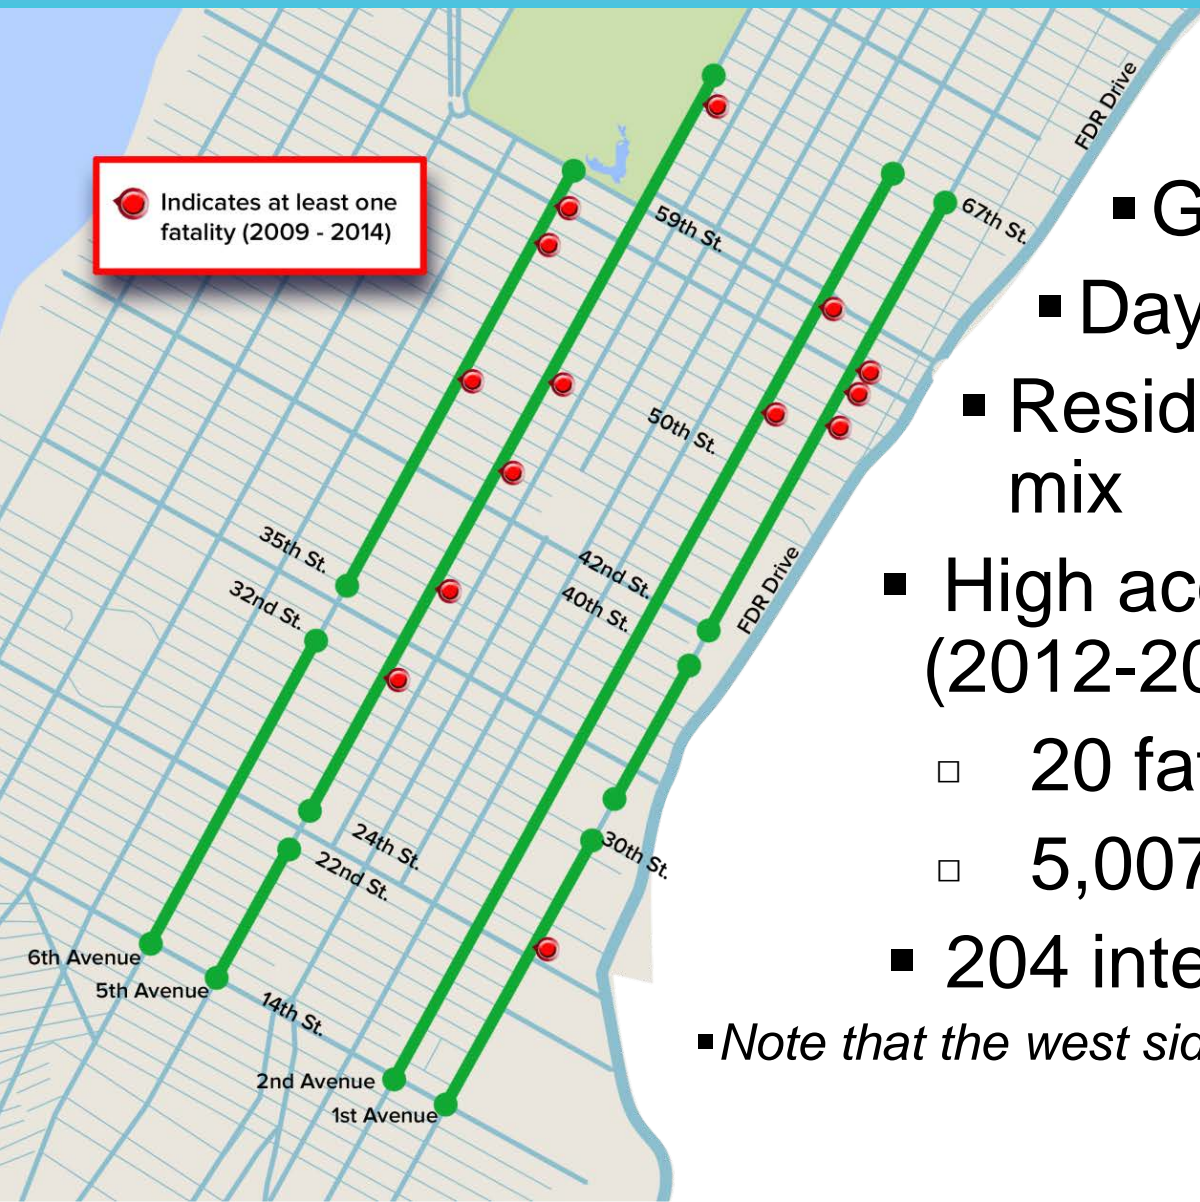 Indicates at least one
fatality (2009 - 2014)
FDR Drive
67th St.
59th St.
50th St.
42nd St.
40th St.
35th St.
32nd St.
FDR Drive
30th St.
24th St.
22nd St.
14th St.
6th Avenue
5th Avenue
2nd Avenue
1st Avenue
▪ G
▪ Day
▪ Resid
mix
▪ High acc
(2012-20
▫ 20 fat
▫ 5,007
▪ 204 inte
▪ Note that the west sid